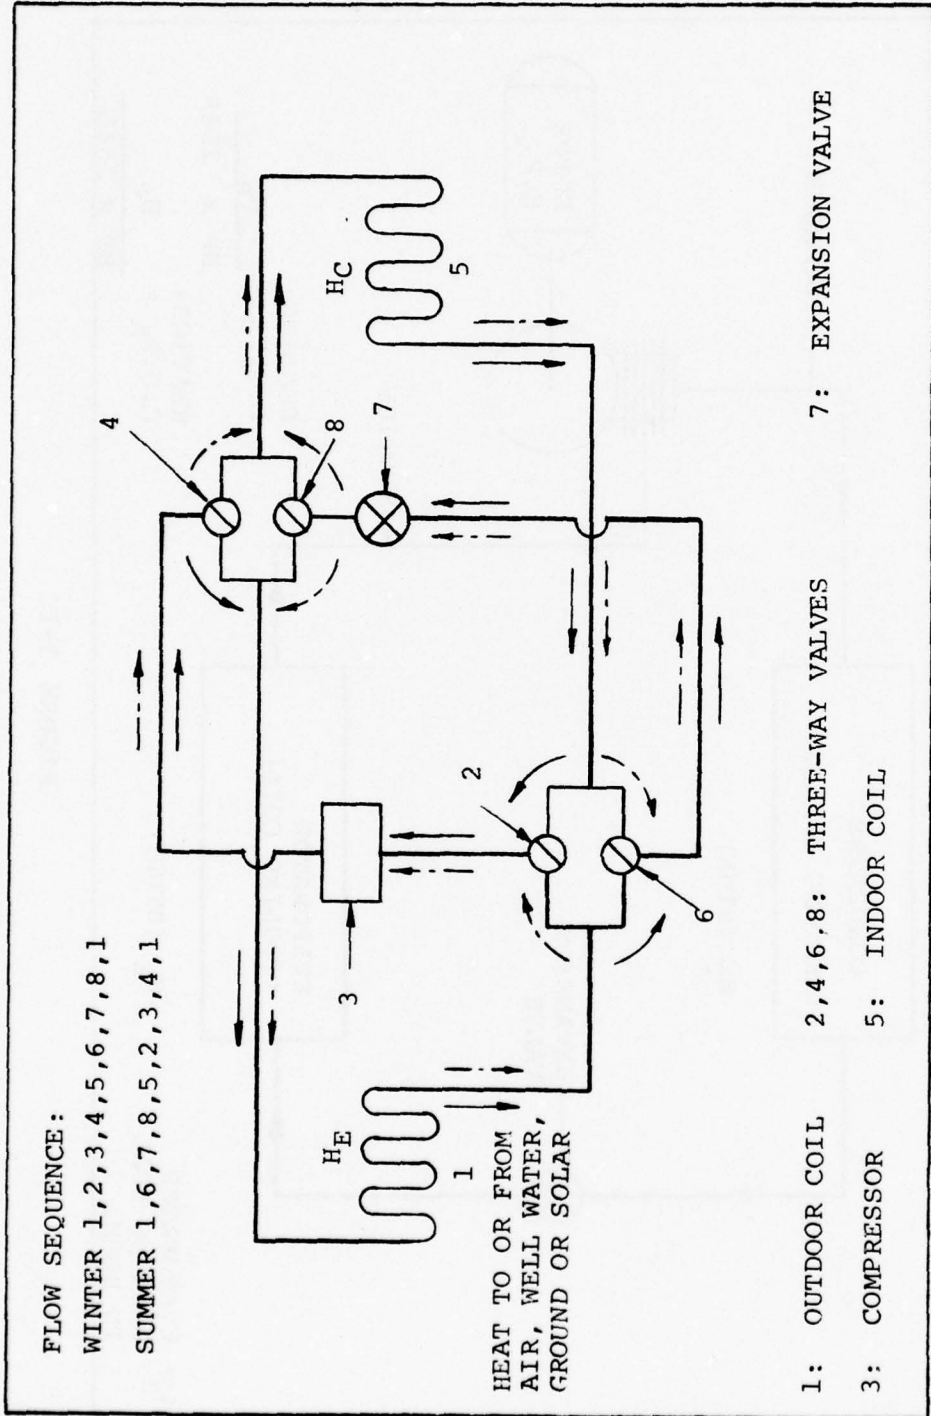 FLOW SEQUENCE:
WINTER 1,2,3,4,5,6,7,8,1
SUMMER 1,6,7,8,5,2,3,4,1
4
HE
1
3
2
6
8
7
HC
5
HEAT TO OR FROM
AIR, WELL WATER,
GROUND OR SOLAR
1: OUTDOOR COIL 2,4,6,8: THREE-WAY VALVES 7: EXPANSION VALVE
3: COMPRESSOR 5: INDOOR COIL